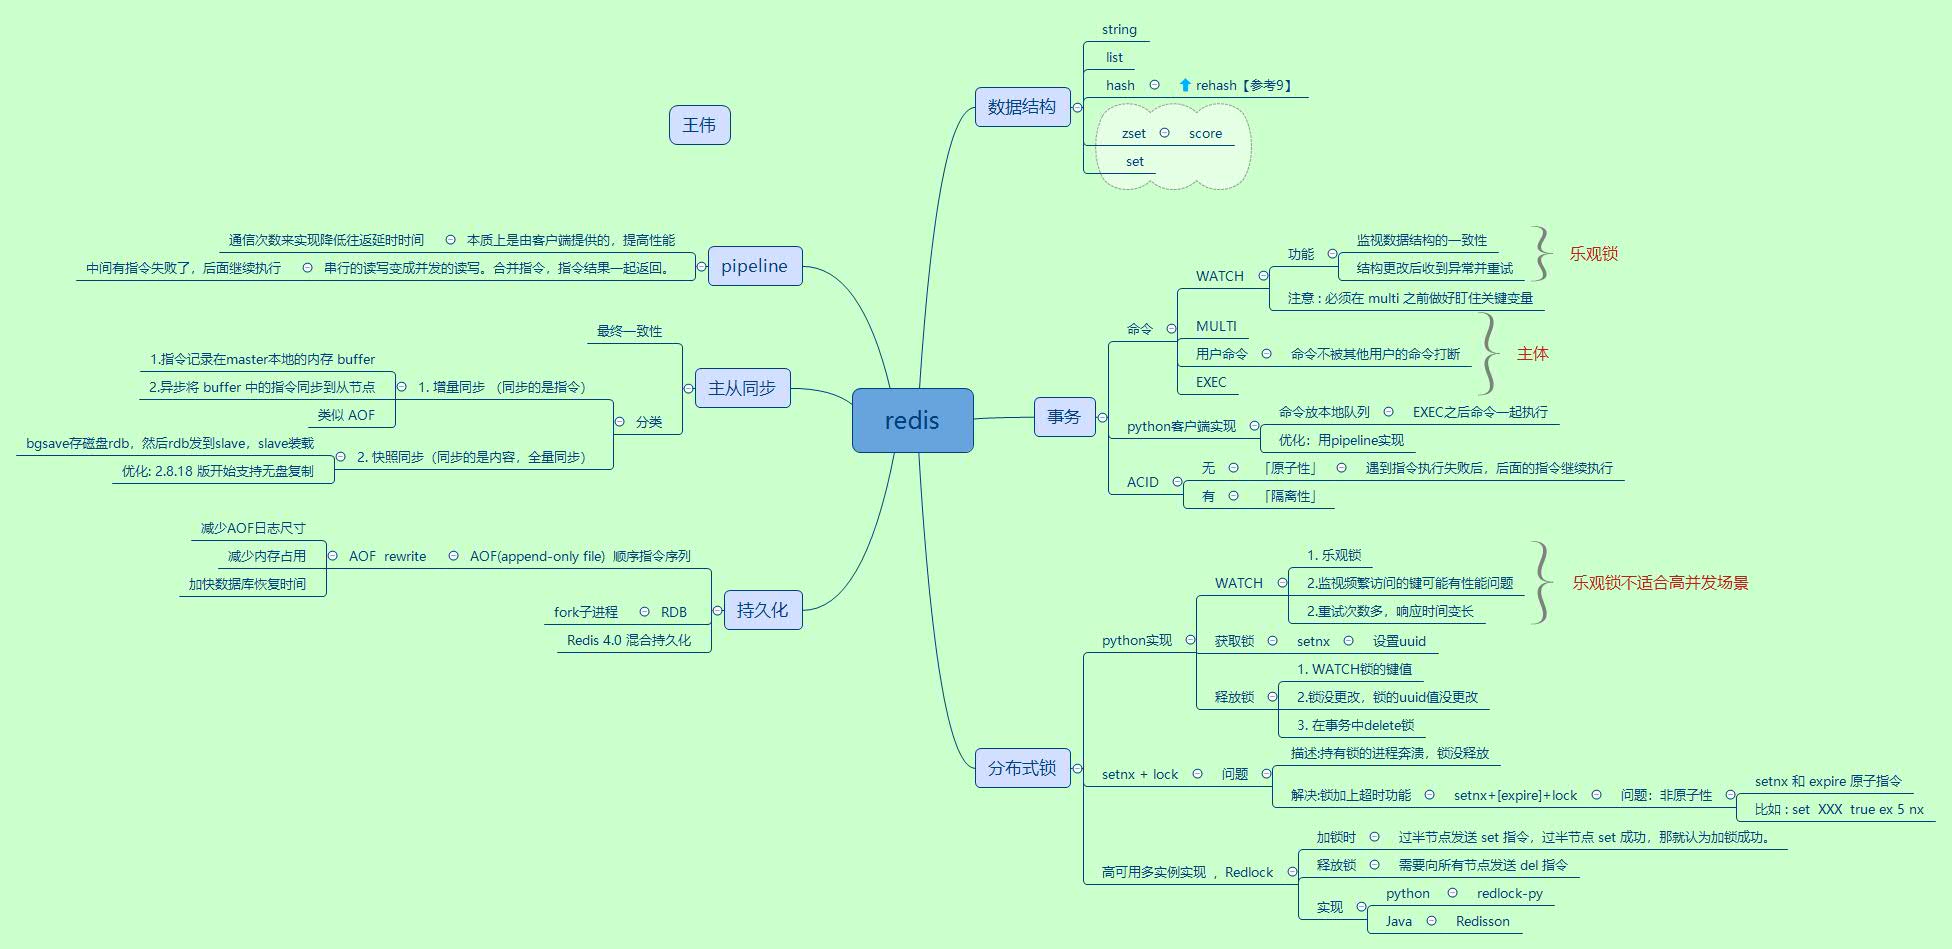 redis
王伟
数据结构
string
list
hash
rehash【参考9】
zset
score
set
事务
命令
WATCH
功能
监视数据结构的一致性
结构更改后收到异常并重试
乐观锁
注意 : 必须在 multi 之前做好盯住关键变量
MULTI
用户命令
命令不被其他用户的命令打断
EXEC
主体
python客户端实现
命令放本地队列
EXEC之后命令一起执行
优化：用pipeline实现
ACID
无
「原子性」
遇到指令执行失败后，后面的指令继续执行
有
「隔离性」
分布式锁
python实现
WATCH
1. 乐观锁
2.监视频繁访问的键可能有性能问题
2.重试次数多，响应时间变长
乐观锁不适合高并发场景
获取锁
setnx
设置uuid
释放锁
1. WATCH锁的键值
2.锁没更改，锁的uuid值没更改
3. 在事务中delete锁
setnx + lock
问题
描述:持有锁的进程奔溃，锁没释放
解决:锁加上超时功能
setnx+[expire]+lock
问题：非原子性
setnx 和 expire 原子指令
比如 : set XXX true ex 5 nx
高可用多实例实现 ，Redlock
加锁时
过半节点发送 set 指令，过半节点 set 成功，那就认为加锁成功。
释放锁
需要向所有节点发送 del 指令
实现
python
redlock-py
Java
Redisson
pipeline
本质上是由客户端提供的，提高性能
通信次数来实现降低往返延时时间
串行的读写变成并发的读写。合并指令，指令结果一起返回。
中间有指令失败了，后面继续执行
主从同步
最终一致性
分类
1. 增量同步 （同步的是指令）
1.指令记录在master本地的内存 buffer
2.异步将 buffer 中的指令同步到从节点
类似 AOF
2. 快照同步（同步的是内容，全量同步）
bgsave存磁盘rdb，然后rdb发到slave，slave装载
优化: 2.8.18 版开始支持无盘复制
持久化
AOF(append-only file) 顺序指令序列
AOF rewrite
减少AOF日志尺寸
减少内存占用
加快数据库恢复时间
RDB
fork子进程
Redis 4.0 混合持久化